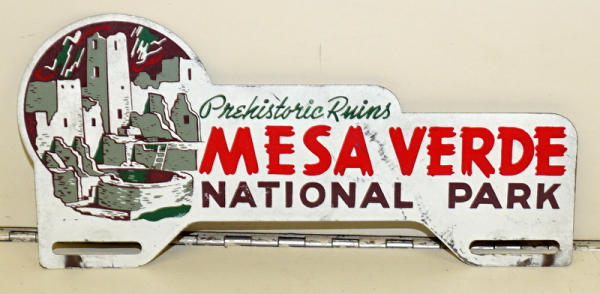 Prehistoric Ruins
MESA VERDE
NATIONAL PARK